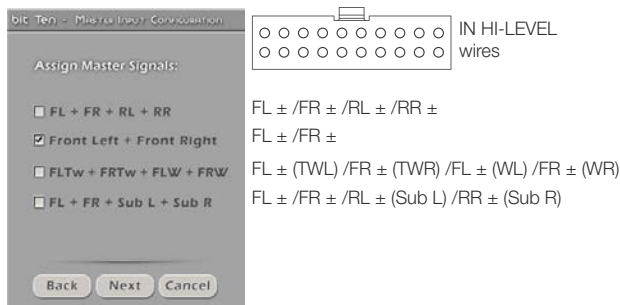 bit Ten - Master Input Configuration
Assign Master Signals:
FL + FR + RL + RR
Front Left + Front Right
FLTw + FRTw + FLW + FRW
FL + FR + Sub L + Sub R
Back Next Cancel
IN HI-LEVEL
wires
FL ± /FR ± /RL ± /RR ±
FL ± /FR ±
FL ± (TWL) /FR ± (TWR) /FL ± (WL) /FR ± (WR)
FL ± /FR ± /RL ± (Sub L) /RR ± (Sub R)